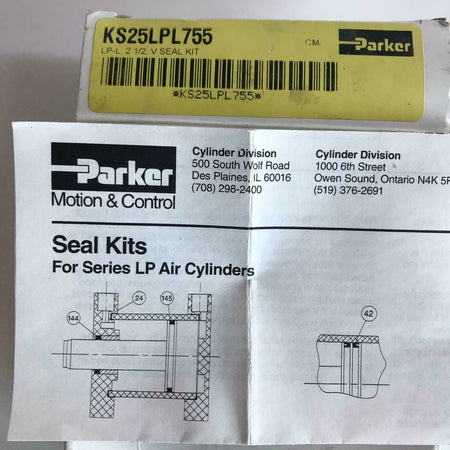 KS25LPL755
LP-L, 2 1/2, V SEAL KIT
CM
Parker
*KS25LPL755*
Parker
Motion & Control
Cylinder Division
500 South Wolf Road
Des Plaines, IL 60016
(708) 298-2400
Cylinder Division
1000 6th Street
Owen Sound, Ontario N4K 5
(519) 376-2691
Seal Kits
For Series LP Air Cylinders
24
145
144
42